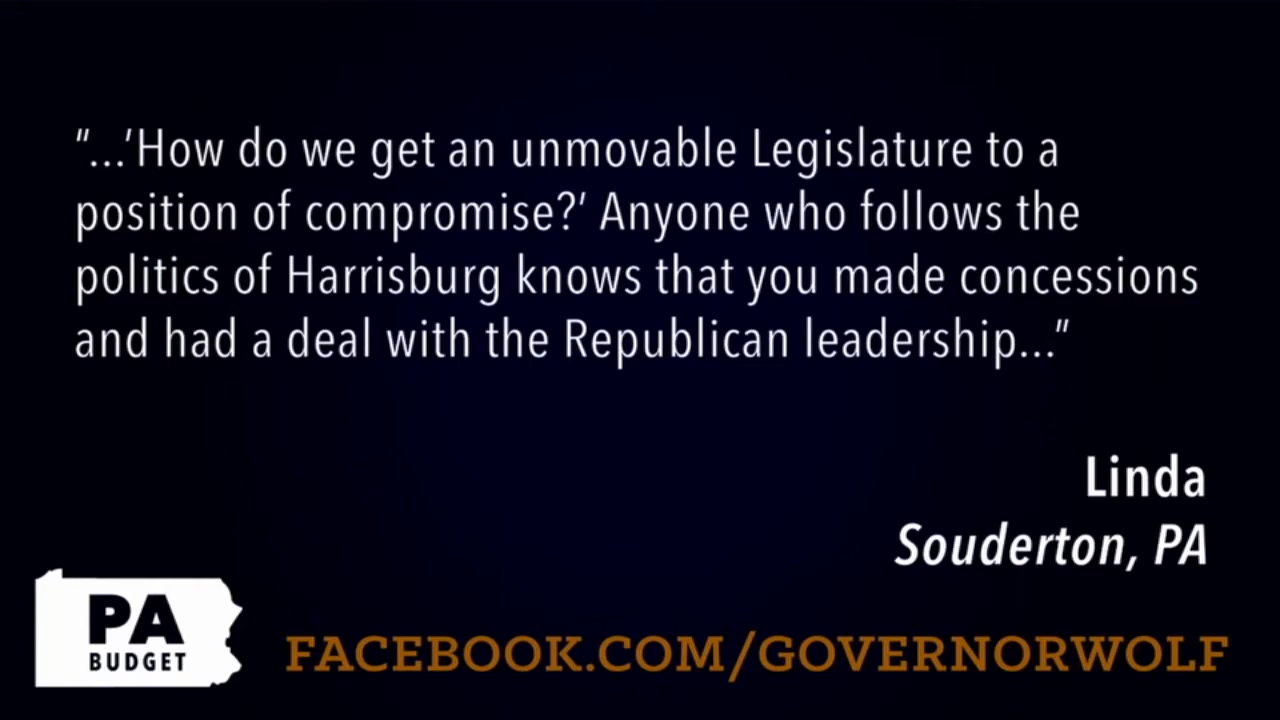 “...’How do we get an unmovable Legislature to a
position of compromise?’ Anyone who follows the
politics of Harrisburg knows that you made concessions
and had a deal with the Republican leadership...”
Linda
Souderton, PA
PA
BUDGET
FACEBOOK.COM/GOVERNORWOLF